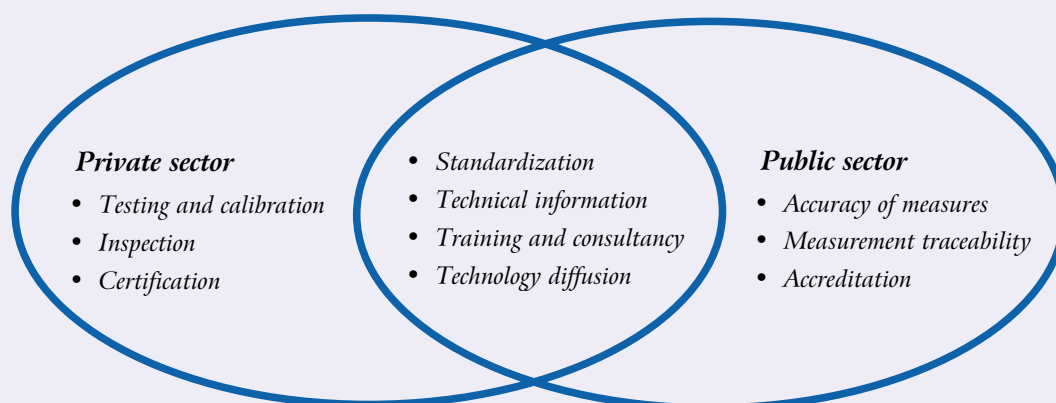 Private sector
• Testing and calibration
• Inspection
• Certification
• Standardization
• Technical information
• Training and consultancy
• Technology diffusion
Public sector
• Accuracy of measures
• Measurement traceability
• Accreditation